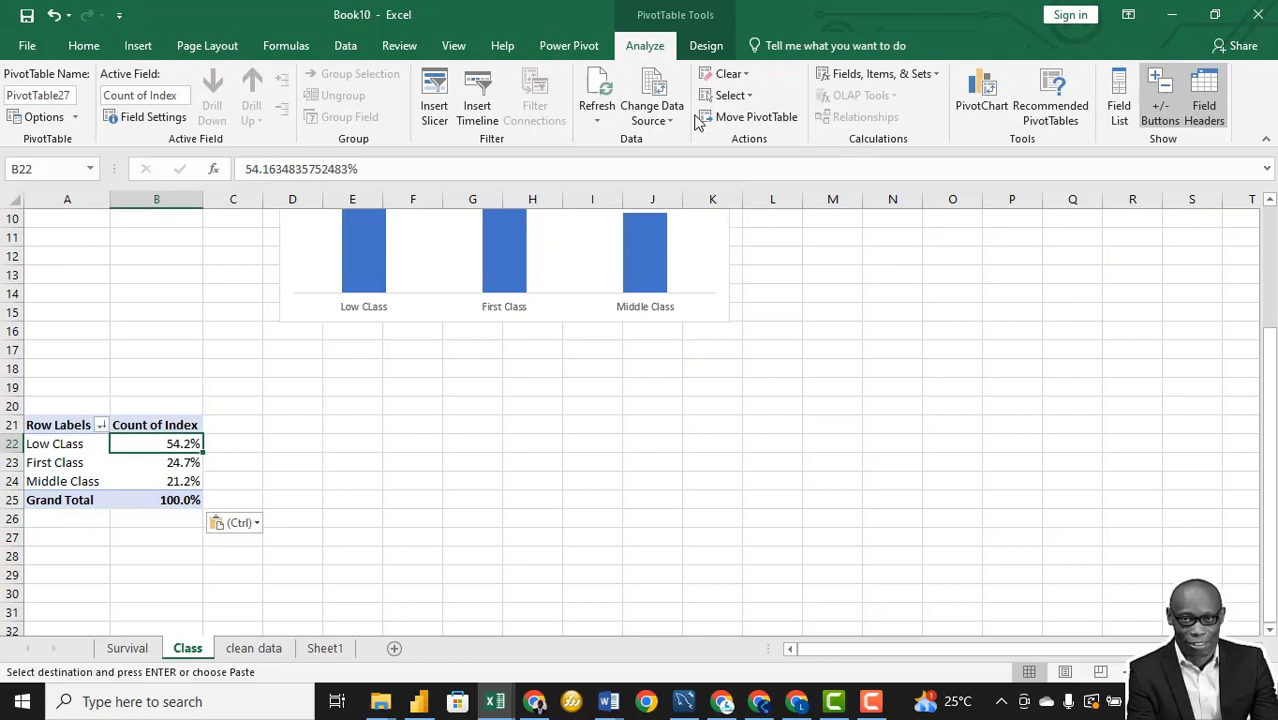 Book10 - Excel
PivotTable Tools
Sign in
File Home Insert Page Layout Formulas Data Review View Help Power Pivot Analyze Design Tell me what you want to do Share
PivotTable Name:
PivotTable27
Options
PivotTable
Active Field:
Count of Index
Field Settings
Drill Down
Drill Up
Active Field
Group Selection
Ungroup
Group Field
Group
Insert Slicer
Insert Timeline
Filter Connections
Filter
Refresh
Change Data Source
Data
Clear
Select
Move PivotTable
Actions
Fields, Items, & Sets
OLAP Tools
Relationships
Calculations
PivotChart
Recommended PivotTables
Tools
Field List
+/- Buttons
Field Headers
Show
B22 fx 54.1634835752483%
A B C D E F G H I J K L M N O P Q R S T
10
11
12
13
14
15
16
17
18
19
20
21
22
23
24
25
26
27
28
29
30
31
32
Low CLass First Class Middle Class
Row Labels Count of Index
Low CLass 54.2%
First Class 24.7%
Middle Class 21.2%
Grand Total 100.0%
(Ctrl)
Survival Class clean data Sheet1
Select destination and press ENTER or choose Paste
Type here to search
25°C